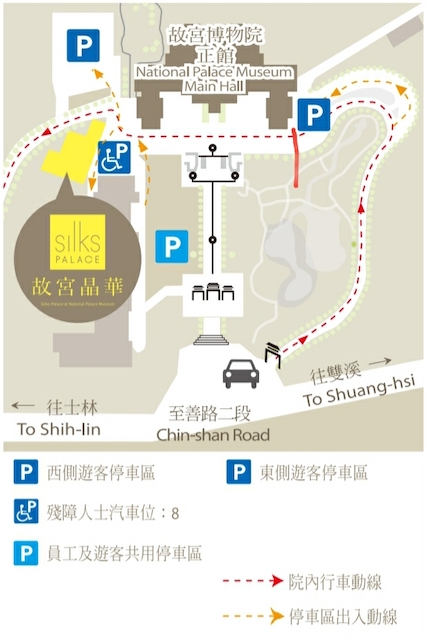 故宮博物院
正館
National Palace Museum
Main Hall
P
P
P
silks
PALACE
P
故宮晶華
Silks Palace at National Palace Museum
往雙溪
To Shuang-hsi
往士林
To Shih-lin
至善路二段
Chin-shan Road
P 西側遊客停車區
P 東側遊客停車區
P 殘障人士汽車位：8
P 員工及遊客共用停車區
院內行車動線
停車區出入動線